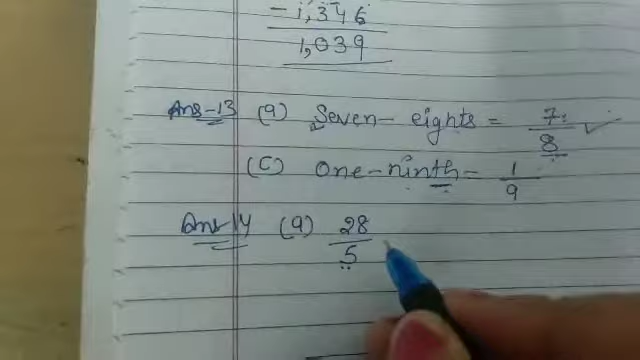 -1,346
1,039
Ans-13 (a) Seven-eights = 7/8 ✓
(C) One-ninth - 1/9
Ans 14 (a) 28/5